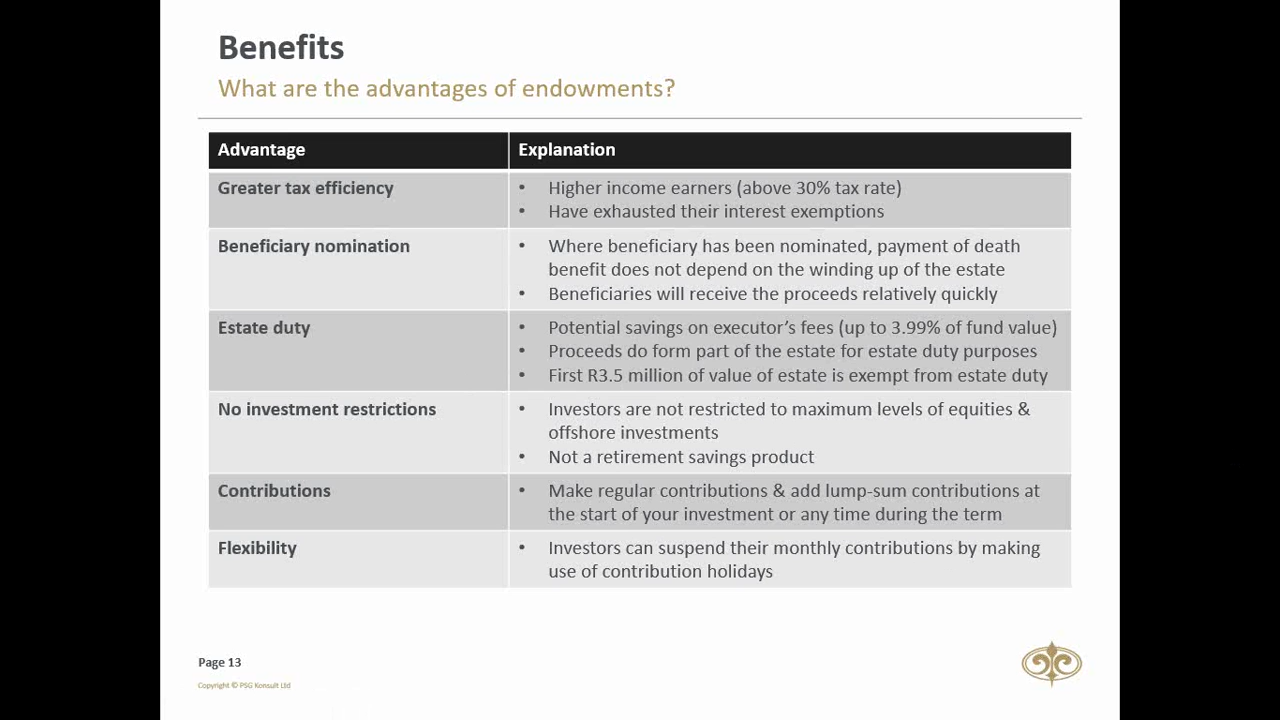 Benefits
What are the advantages of endowments?
Advantage
Explanation
Greater tax efficiency
• Higher income earners (above 30% tax rate)
• Have exhausted their interest exemptions
Beneficiary nomination
• Where beneficiary has been nominated, payment of death
benefit does not depend on the winding up of the estate
• Beneficiaries will receive the proceeds relatively quickly
Estate duty
• Potential savings on executor's fees (up to 3.99% of fund value)
• Proceeds do form part of the estate for estate duty purposes
• First R3.5 million of value of estate is exempt from estate duty
No investment restrictions
• Investors are not restricted to maximum levels of equities &
offshore investments
• Not a retirement savings product
Contributions
• Make regular contributions & add lump-sum contributions at
the start of your investment or any time during the term
Flexibility
• Investors can suspend their monthly contributions by making
use of contribution holidays
Page 13
Copyright © PSG Konsult Ltd